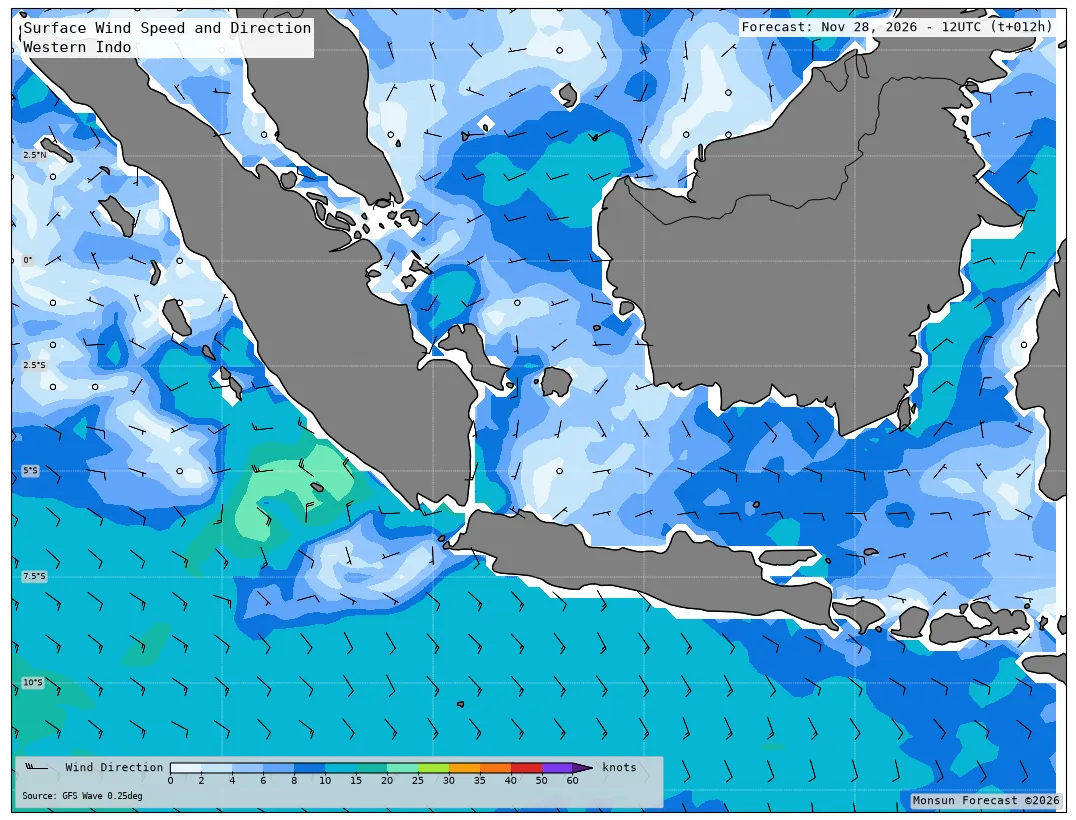 Surface Wind Speed and Direction
Western Indo
Forecast: Nov 28, 2026 - 12UTC (t+012h)
2.5°N
0°
2.5°S
5°S
7.5°S
10°S
Wind Direction
0 2 4 6 8 10 15 20 25 30 40 50 60
knots
Source: GFS Wave 0.25deg
Monsun Forecast ©2026